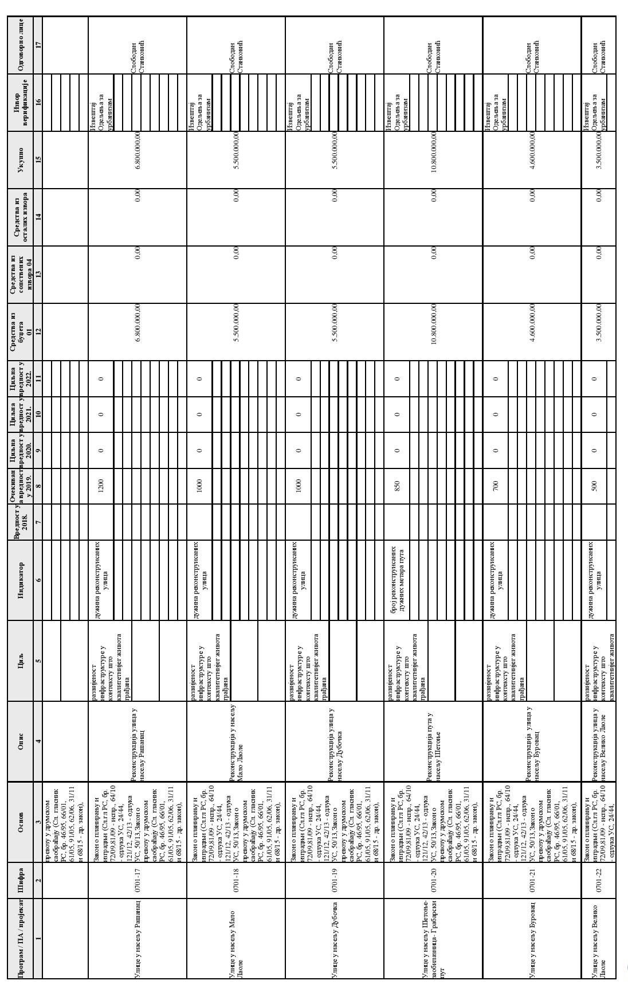 Програм / ПА / пројекат
Шифра
Основ
Опис
Циљ
Индикатор
Вредност у
2018.
Очекиван
а вредност
у 2019.
Циљна
вредност у
2020.
Циљна
вредност у
2021.
Циљна
вредност у
2022.
Средства из
буџета
01
Средства из
сопствених
извора 04
Средства из
осталих извора
Укупно
Извор
верификације
Одговорно лице
1
2
3
4
5
6
7
8
9
10
11
12
13
14
15
16
17
превозу у друмском
саобраћају (Сл. гласник
РС, бр. 46/95, 66/01,
61/05, 91/05, 62/06, 31/11
и 68/15 - др. закон),
Улице у насељу Рашанац
0701-17
Закон о планирању и
изградњи (Сл.гл РС, бр.
72/09,81/09 - испр., 64/10
- одлука УС, 24/44,
121/12, 42/13 - одлука
УС, 50/13,Закон о
превозу у друмском
саобраћају (Сл. гласник
РС, бр. 46/95, 66/01,
61/05, 91/05, 62/06, 31/11
и 68/15 - др. закон),
Реконструкција улица у
насељу Рашанац
развијеност
инфраструктуре у
контексту што
квалитетнијег живота
грађана
дужина реконструисаних
улица
1200
0
0
0
6.800.000,00
0,00
0,00
6.800.000,00
Извештај
Одељења за
урбанизам
Слободан
Станковић
Улице у насељу Мало
Лаоле
0701-18
Закон о планирању и
изградњи (Сл.гл РС, бр.
72/09,81/09 - испр., 64/10
- одлука УС, 24/44,
121/12, 42/13 - одлука
УС, 50/13,Закон о
превозу у друмском
саобраћају (Сл. гласник
РС, бр. 46/95, 66/01,
61/05, 91/05, 62/06, 31/11
и 68/15 - др. закон),
Реконструкција у насељу
Мало Лаоле
развијеност
инфраструктуре у
контексту што
квалитетнијег живота
грађана
дужина реконструисаних
улица
1000
0
0
0
5.500.000,00
0,00
0,00
5.500.000,00
Извештај
Одељења за
урбанизам
Слободан
Станковић
Улице у насељу Дубочка
0701-19
Закон о планирању и
изградњи (Сл.гл РС, бр.
72/09,81/09 - испр., 64/10
- одлука УС, 24/44,
121/12, 42/13 - одлука
УС, 50/13,Закон о
превозу у друмском
саобраћају (Сл. гласник
РС, бр. 46/95, 66/01,
61/05, 91/05, 62/06, 31/11
и 68/15 - др. закон),
Реконструкција улица у
насељу Дубочка
развијеност
инфраструктуре у
контексту што
квалитетнијег живота
грађана
дужина реконструисаних
улица
1000
0
0
0
5.500.000,00
0,00
0,00
5.500.000,00
Извештај
Одељења за
урбанизам
Слободан
Станковић
Улице у насељу Шетоње-
заобилазница- Грабарски
пут
0701-20
Закон о планирању и
изградњи (Сл.гл РС, бр.
72/09,81/09 - испр., 64/10
- одлука УС, 24/44,
121/12, 42/13 - одлука
УС, 50/13,Закон о
превозу у друмском
саобраћају (Сл. гласник
РС, бр. 46/95, 66/01,
61/05, 91/05, 62/06, 31/11
и 68/15 - др. закон),
Реконструкција пута у
насељу Шетоње
развијеност
инфраструктуре у
контексту што
квалитетнијег живота
грађана
број реконструисаних
дужних метара пута
850
0
0
0
10.800.000,00
0,00
0,00
10.800.000,00
Извештај
Одељења за
урбанизам
Слободан
Станковић
Улице у насељу Буровац
0701-21
Закон о планирању и
изградњи (Сл.гл РС, бр.
72/09,81/09 - испр., 64/10
- одлука УС, 24/44,
121/12, 42/13 - одлука
УС, 50/13,Закон о
превозу у друмском
саобраћају (Сл. гласник
РС, бр. 46/95, 66/01,
61/05, 91/05, 62/06, 31/11
и 68/15 - др. закон),
Реконструкција улица у
насељу Буровац
развијеност
инфраструктуре у
контексту што
квалитетнијег живота
грађана
дужина реконструисаних
улица
700
0
0
0
4.600.000,00
0,00
0,00
4.600.000,00
Извештај
Одељења за
урбанизам
Слободан
Станковић
Улице у насељу Велико
Лаоле
0701-22
Закон о планирању и
изградњи (Сл.гл РС, бр.
72/09,81/09 - испр., 64/10
- одлука УС, 24/44,
Реконструкција улица у
насељу Велико Лаоле
развијеност
инфраструктуре у
контексту што
квалитетнијег живота
дужина реконструисаних
улица
500
0
0
0
3.500.000,00
0,00
0,00
3.500.000,00
Извештај
Одељења за
урбанизам
Слободан
Станковић